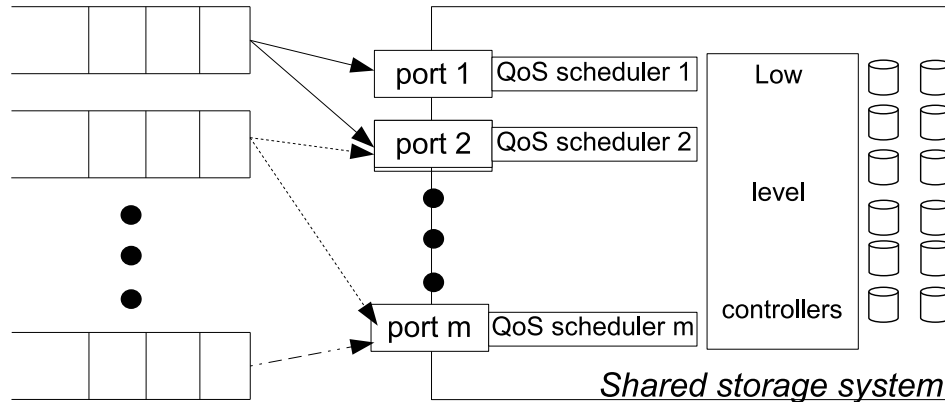 port 1
QoS scheduler 1
Low
port 2
QoS scheduler 2
level
port m
QoS scheduler m
controllers
Shared storage system